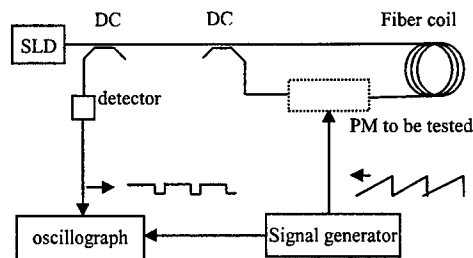 DC
DC
Fiber coil
SLD
detector
PM to be tested
oscillograph
Signal generator